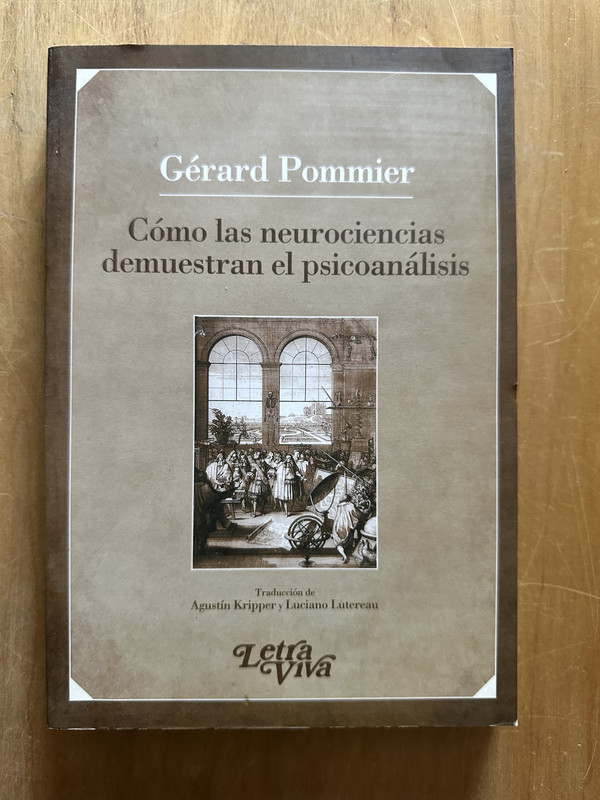 Gérard Pommier
Cómo las neurociencias
demuestran el psicoanálisis
Traducción de
Agustín Kripper y Luciano Lutereau
Letra
Viva